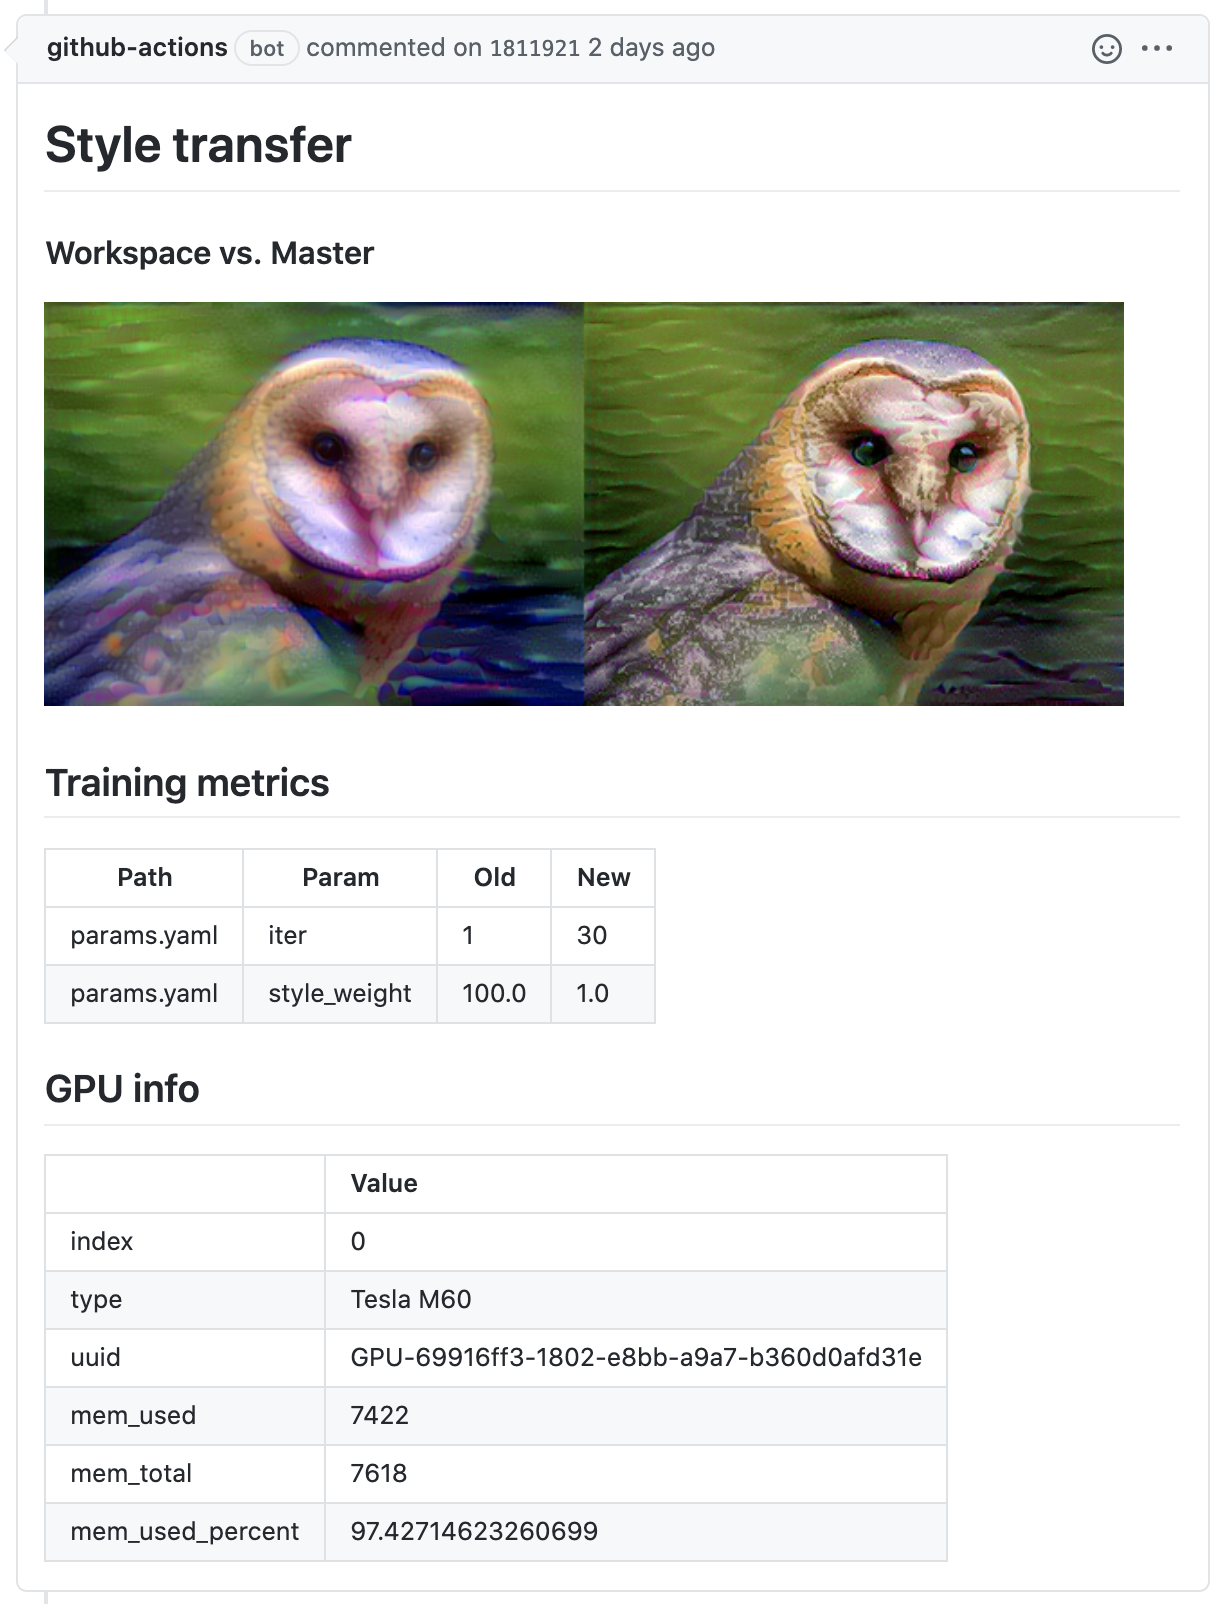 github-actions bot commented on 1811921 2 days ago
Style transfer
Workspace vs. Master
Training metrics
Path Param Old New
params.yaml iter 1 30
params.yaml style_weight 100.0 1.0
GPU info
Value
index 0
type Tesla M60
uuid GPU-69916ff3-1802-e8bb-a9a7-b360d0afd31e
mem_used 7422
mem_total 7618
mem_used_percent 97.42714623260699